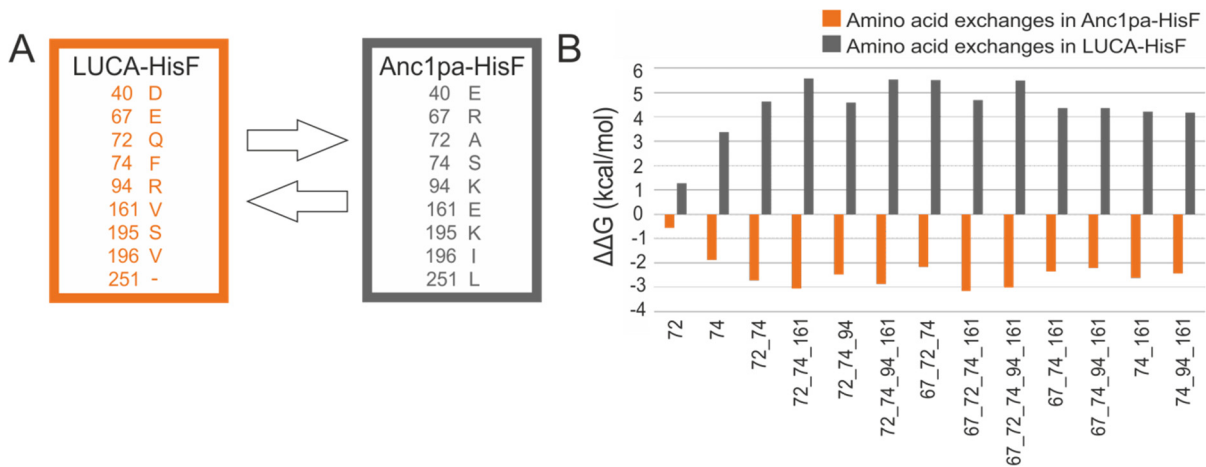 A
LUCA-HisF
40 D
67 E
72 Q
74 F
94 R
161 V
195 S
196 V
251 -
Anc1pa-HisF
40 E
67 R
72 A
74 S
94 K
161 E
195 K
196 I
251 L
B
Amino acid exchanges in Anc1pa-HisF
Amino acid exchanges in LUCA-HisF
ΔΔG (kcal/mol)
6
5
4
3
2
1
0
-1
-2
-3
-4
72
74
72_74
72_74_161
72_74_94
72_74_94_161
67_72_74
67_72_74_161
67_72_74_94_161
67_74_161
67_74_94_161
74_161
74_94_161